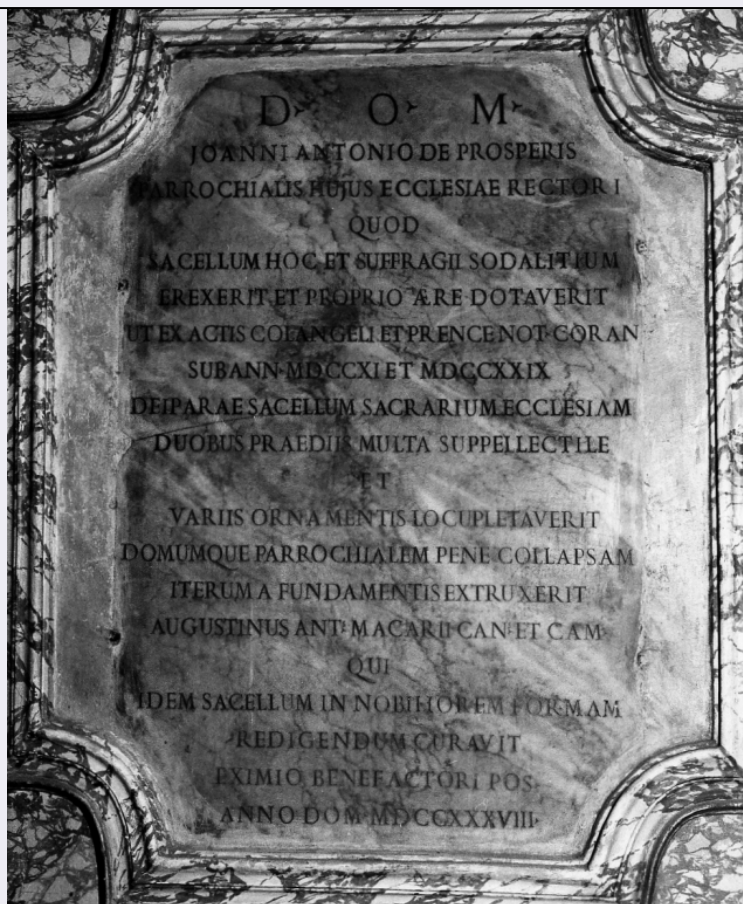 D· O· M·
JOANNI ANTONIO DE PROSPERIS
PARROCHIALIS HUJUS ECCLESIAE RECTORI
QUOD
SACELLUM HOC ET SUFFRAGII SODALITIUM
EREXERIT ET PROPRIO ÆRE DOTAVERIT
UT EX ACTIS COLANGELI ET PRENCE NOT· CORAN
SUB ANN· MDCCXI ET MDCCXXIX
DEIPARAE SACELLUM SACRARIUM ECCLESIAM
DUOBUS PRAEDIIS MULTA SUPPELLECTILE
ET
VARIIS ORNAMENTIS LOCUPLETAVERIT
DOMUMQUE PARROCHIALEM PENE COLLAPSAM
ITERUM A FUNDAMENTIS EXTRUXERIT
AUGUSTINUS ANT· MACARII CAN· ET CAM·
QUI
IDEM SACELLUM IN NOBILIOREM FORMAM
REDIGENDUM CURAVIT
EXIMIO BENEFACTORI POS·
ANNO DOM· MDCCXXXVIII·